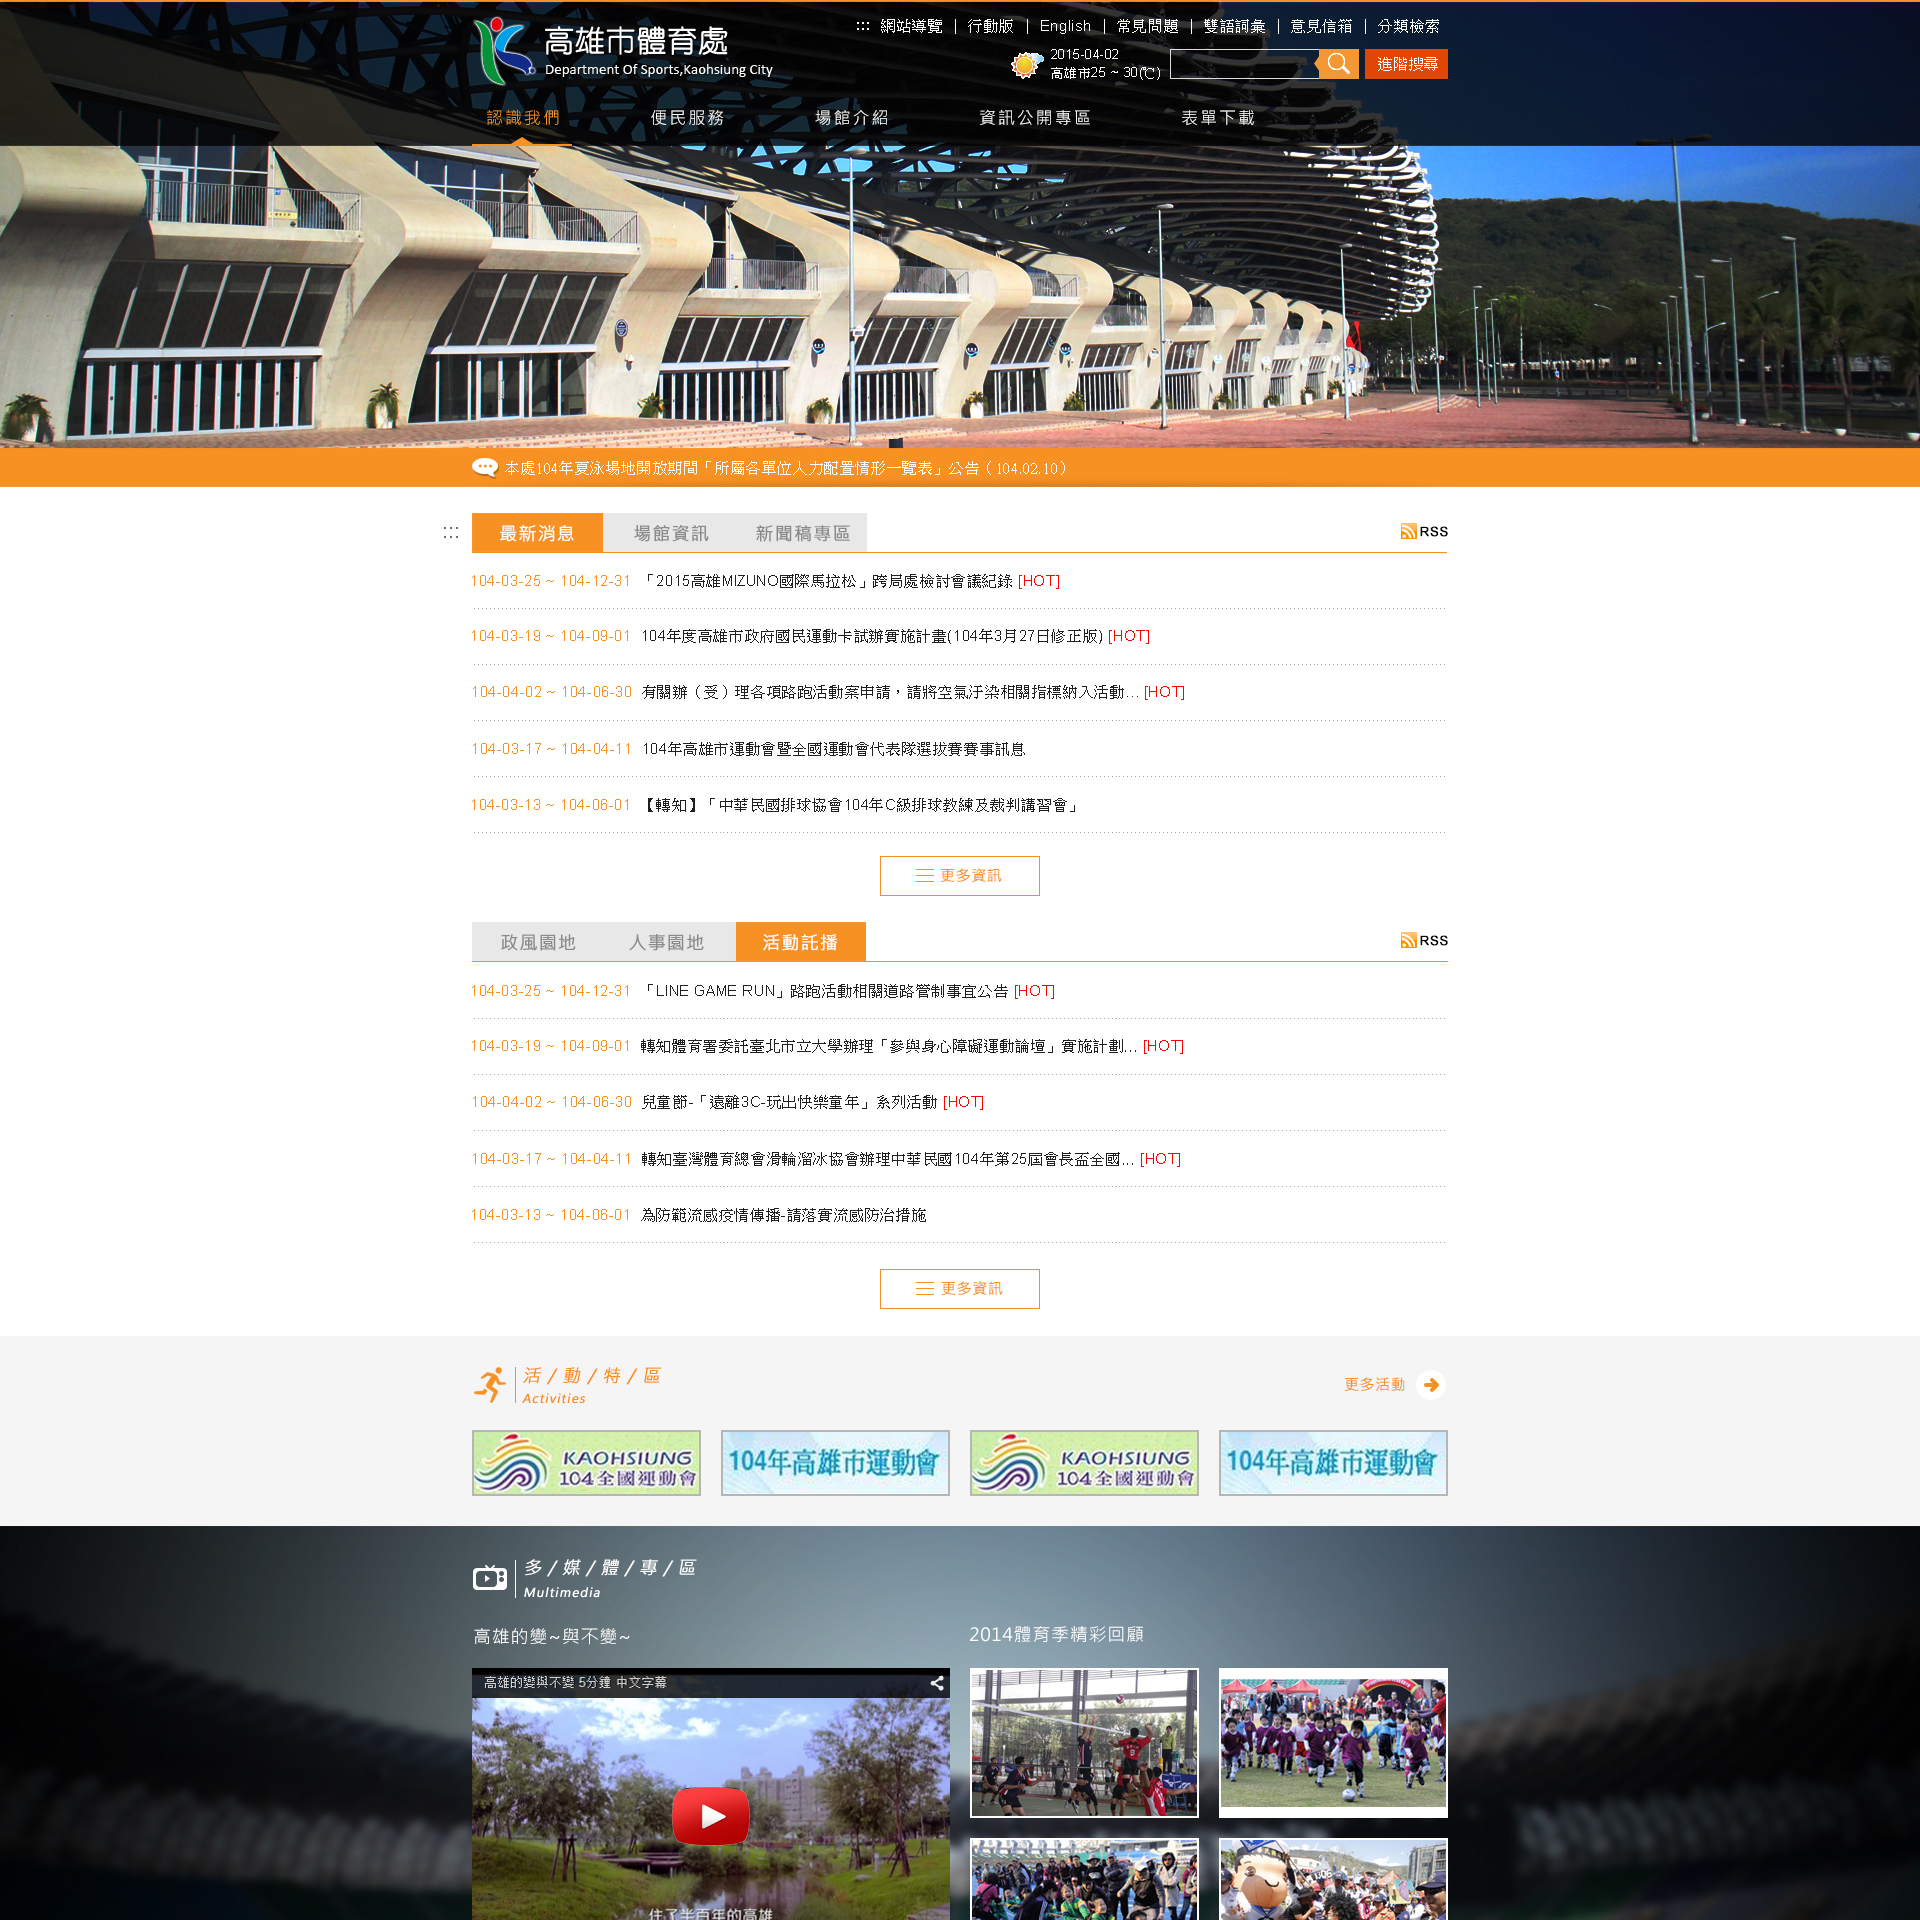 高雄市體育處
Department Of Sports,Kaohsiung City
::: 網站導覽 | 行動版 | English | 常見問題 | 雙語詞彙 | 意見信箱 | 分類檢索
2015-04-02
高雄市25 ~ 30(℃)
進階搜尋
認識我們 便民服務 場館介紹 資訊公開專區 表單下載
本處104年夏泳場地開放期間「所屬各單位人力配置情形一覽表」公告（104.02.10）
::: 最新消息 場館資訊 新聞稿專區 RSS
104-03-25 ~ 104-12-31 「2015高雄MIZUNO國際馬拉松」跨局處檢討會議紀錄 [HOT]
104-03-19 ~ 104-09-01 104年度高雄市政府國民運動卡試辦實施計畫(104年3月27日修正版) [HOT]
104-04-02 ~ 104-06-30 有關辦（受）理各項路跑活動案申請，請將空氣汙染相關指標納入活動... [HOT]
104-03-17 ~ 104-04-11 104年高雄市運動會暨全國運動會代表隊選拔賽賽事訊息
104-03-13 ~ 104-06-01 【轉知】「中華民國排球協會104年C級排球教練及裁判講習會」
更多資訊
政風園地 人事園地 活動託播 RSS
104-03-25 ~ 104-12-31 「LINE GAME RUN」路跑活動相關道路管制事宜公告 [HOT]
104-03-19 ~ 104-09-01 轉知體育署委託臺北市立大學辦理「參與身心障礙運動論壇」實施計劃... [HOT]
104-04-02 ~ 104-06-30 兒童節-「遠離3C-玩出快樂童年」系列活動 [HOT]
104-03-17 ~ 104-04-11 轉知臺灣體育總會滑輪溜冰協會辦理中華民國104年第25屆會長盃全國... [HOT]
104-03-13 ~ 104-06-01 為防範流感疫情傳播-請落實流感防治措施
更多資訊
活/動/特/區
Activities
更多活動
KAOHSIUNG
104全國運動會
104年高雄市運動會
KAOHSIUNG
104全國運動會
104年高雄市運動會
多/媒/體/專/區
Multimedia
高雄的變~與不變~
2014體育季精彩回顧
高雄的變與不變 5分鐘 中文字幕
住了半百年的高雄